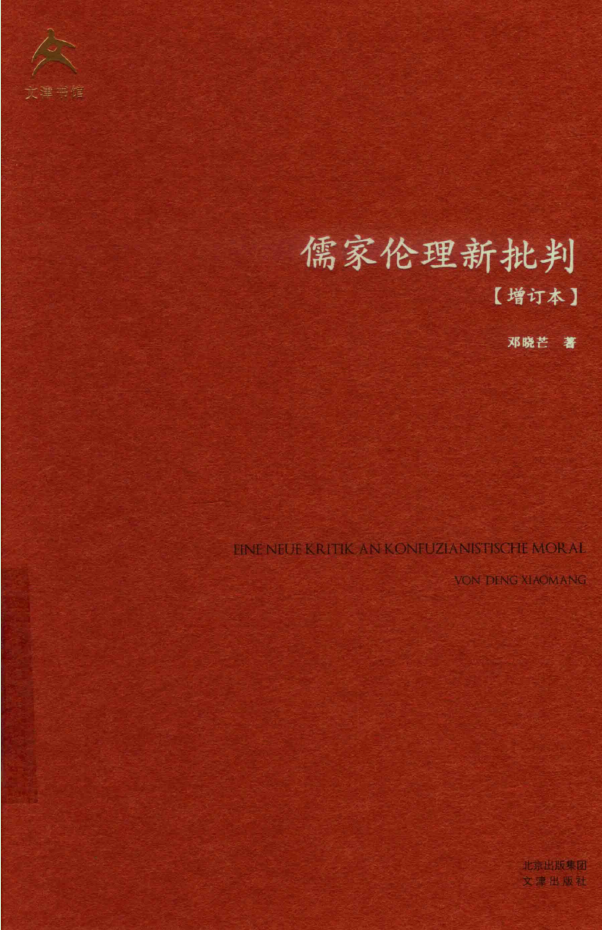 文津书馆
儒家伦理新批判
【增订本】
邓晓芒 著
EINE NEUE KRITIK AN KONFUZIANISTISCHE MORAL
VON DENG XIAOMANG
北京出版集团
文津出版社